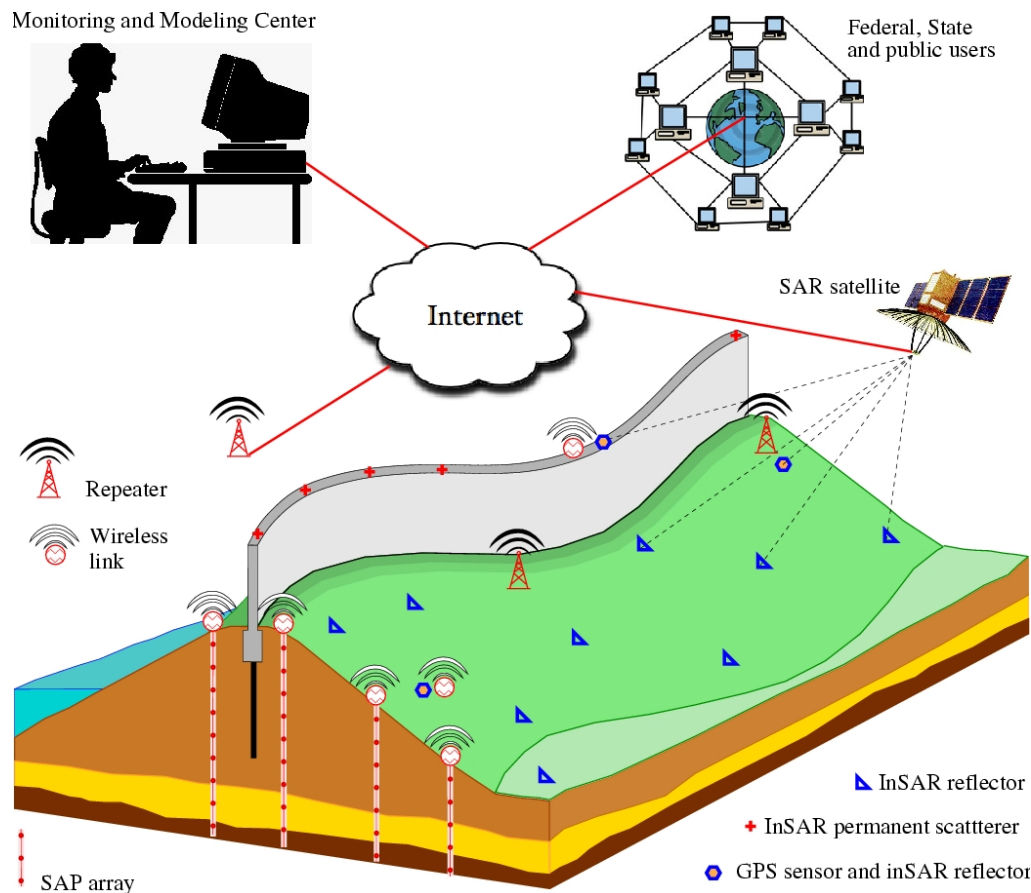 Monitoring and Modeling Center
Federal, State
and public users
SAR satellite
Internet
Repeater
Wireless
link
InSAR reflector
InSAR permanent scattterer
SAP array
GPS sensor and inSAR reflector